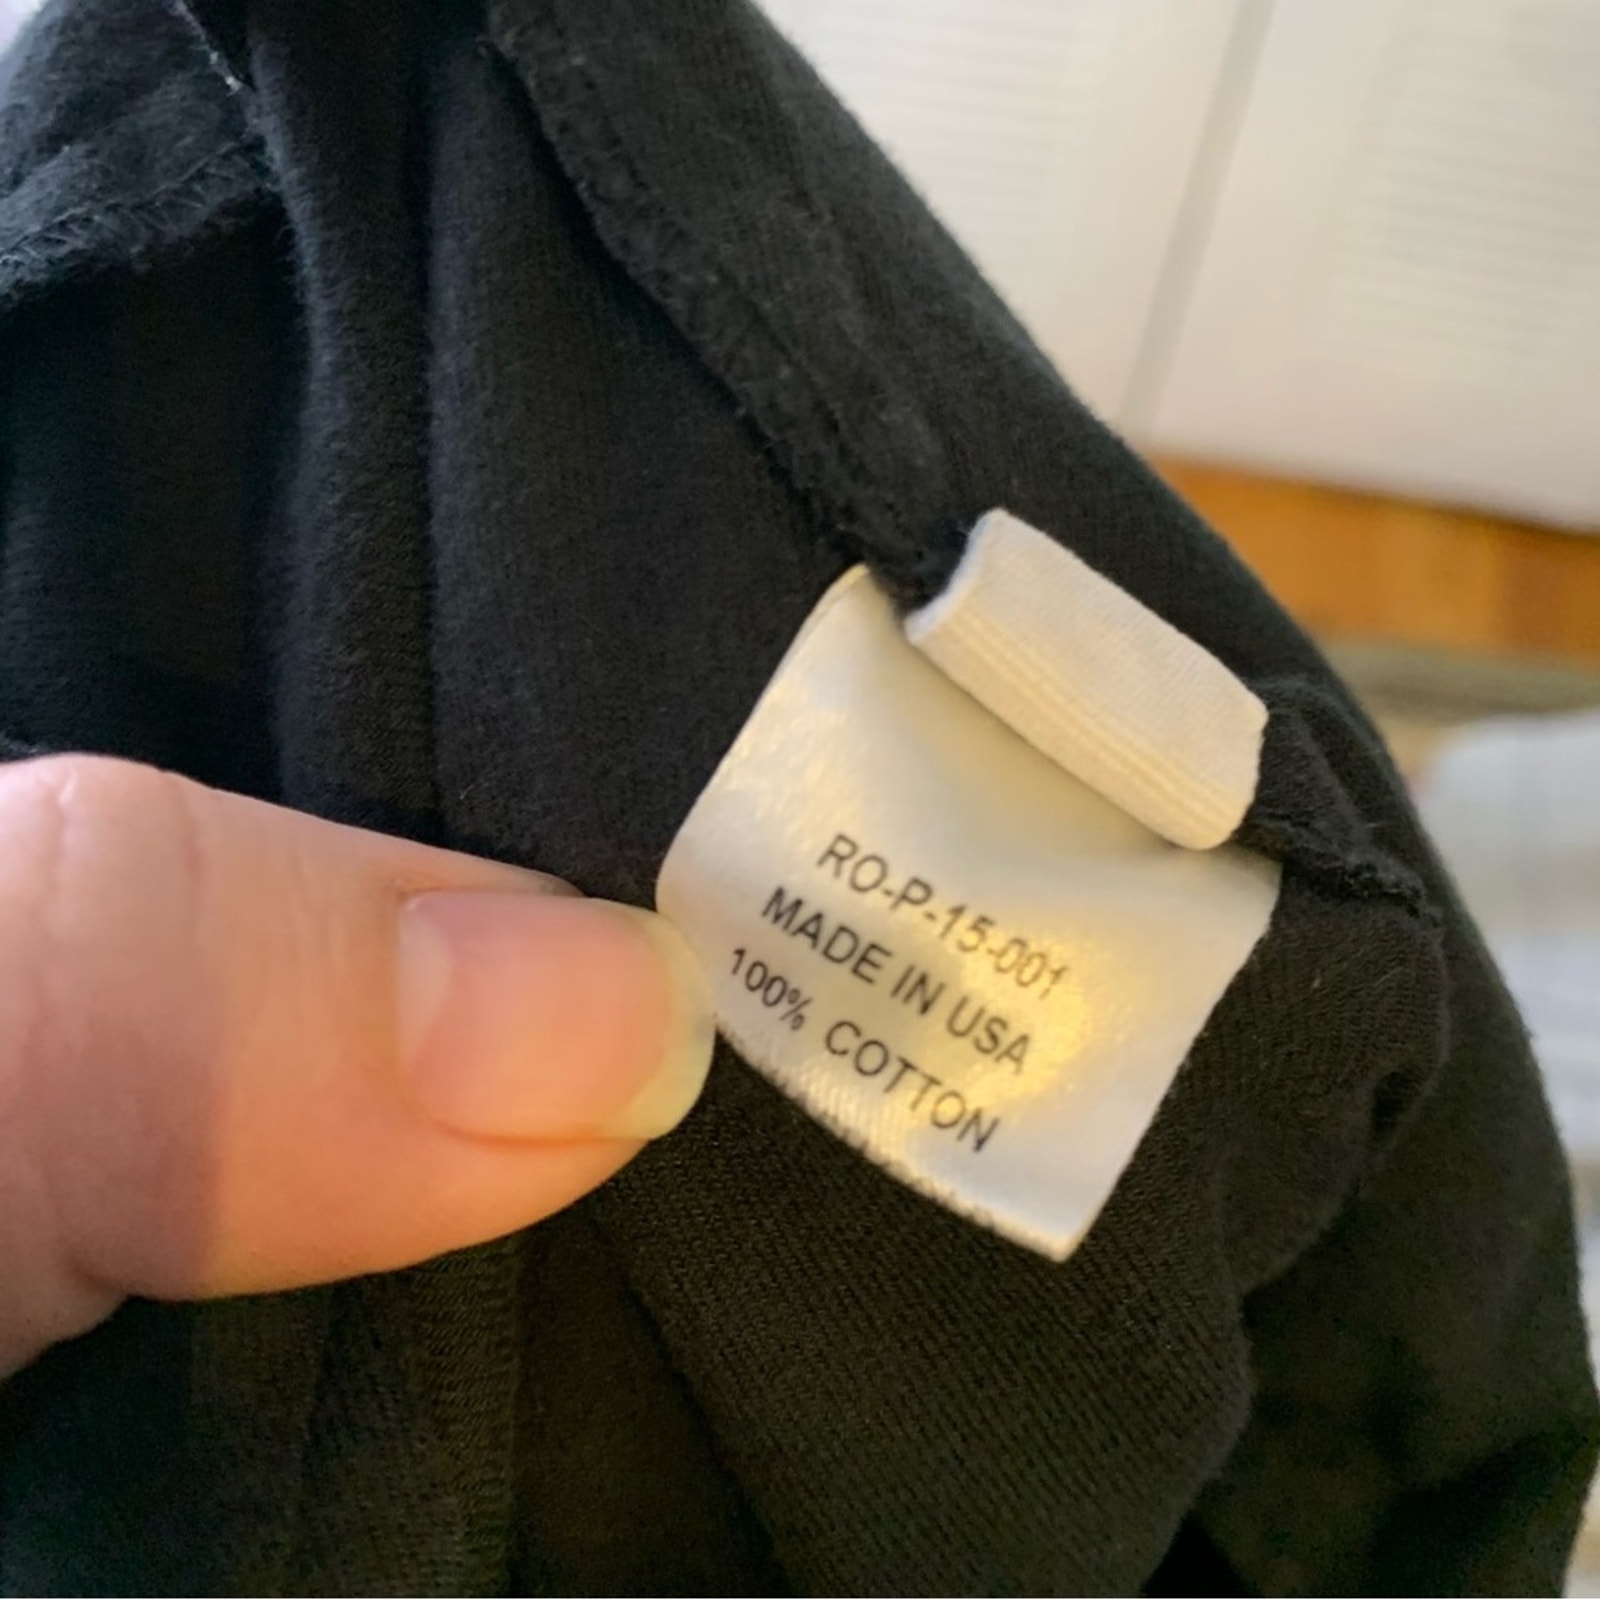 RO-P-15-001
MADE IN USA
100% COTTON